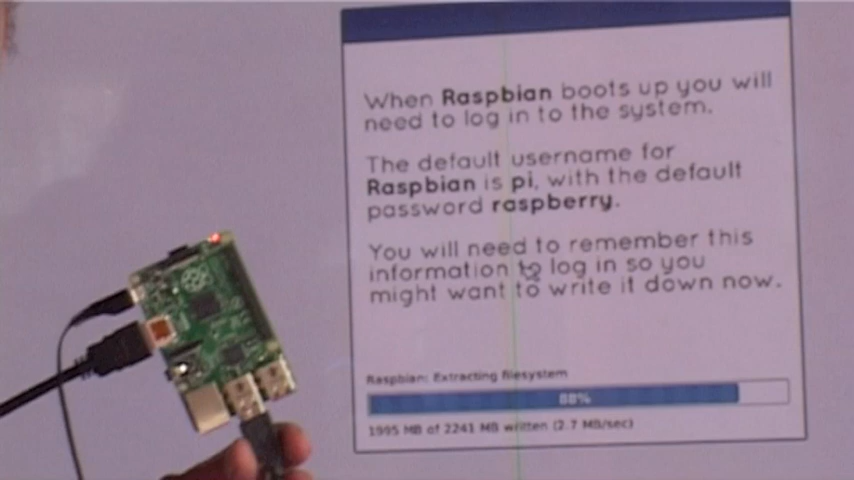 When Raspbian boots up you will
need to log in to the system.
The default username for
Raspbian is pi, with the default
password raspberry.
You will need to remember this
information to log in so you
might want to write it down now.
Raspbian: Extracting filesystem
88%
1995 MB of 2241 MB written (2.7 MB/sec)